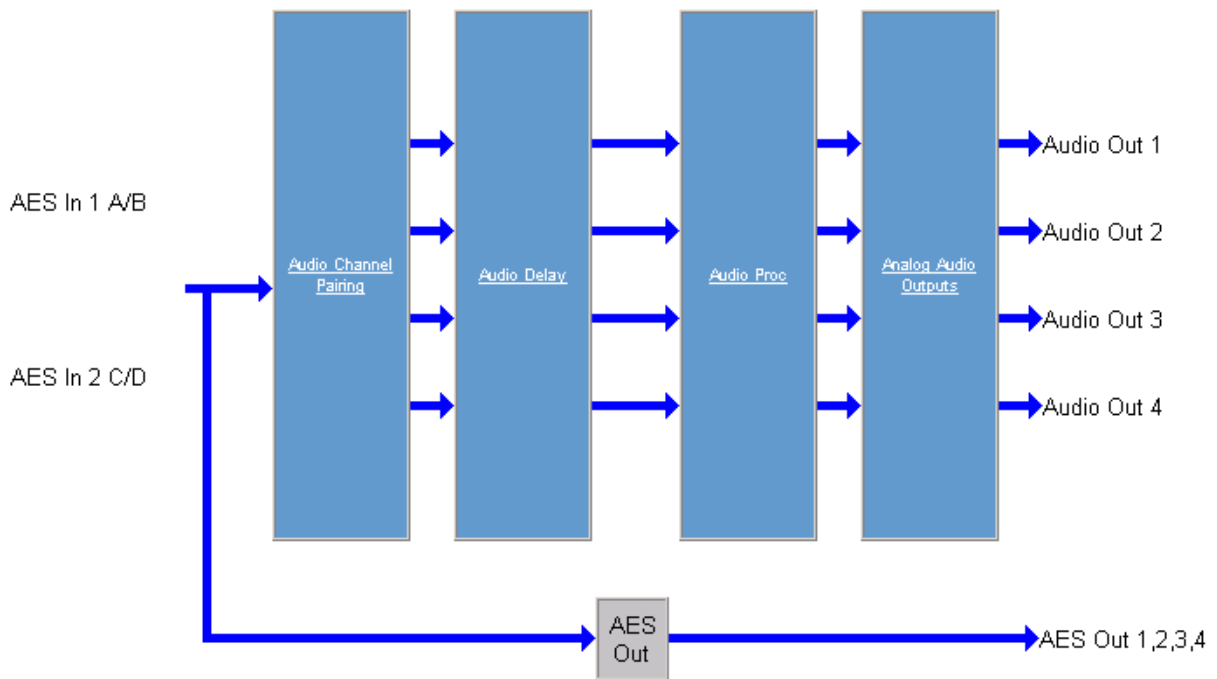 Audio Out 1
AES In 1 A/B
Audio Out 2
Audio Channel
Pairing
Audio Delay
Audio Proc
Analog Audio
Outputs
Audio Out 3
AES In 2 C/D
Audio Out 4
AES
Out
AES Out 1,2,3,4